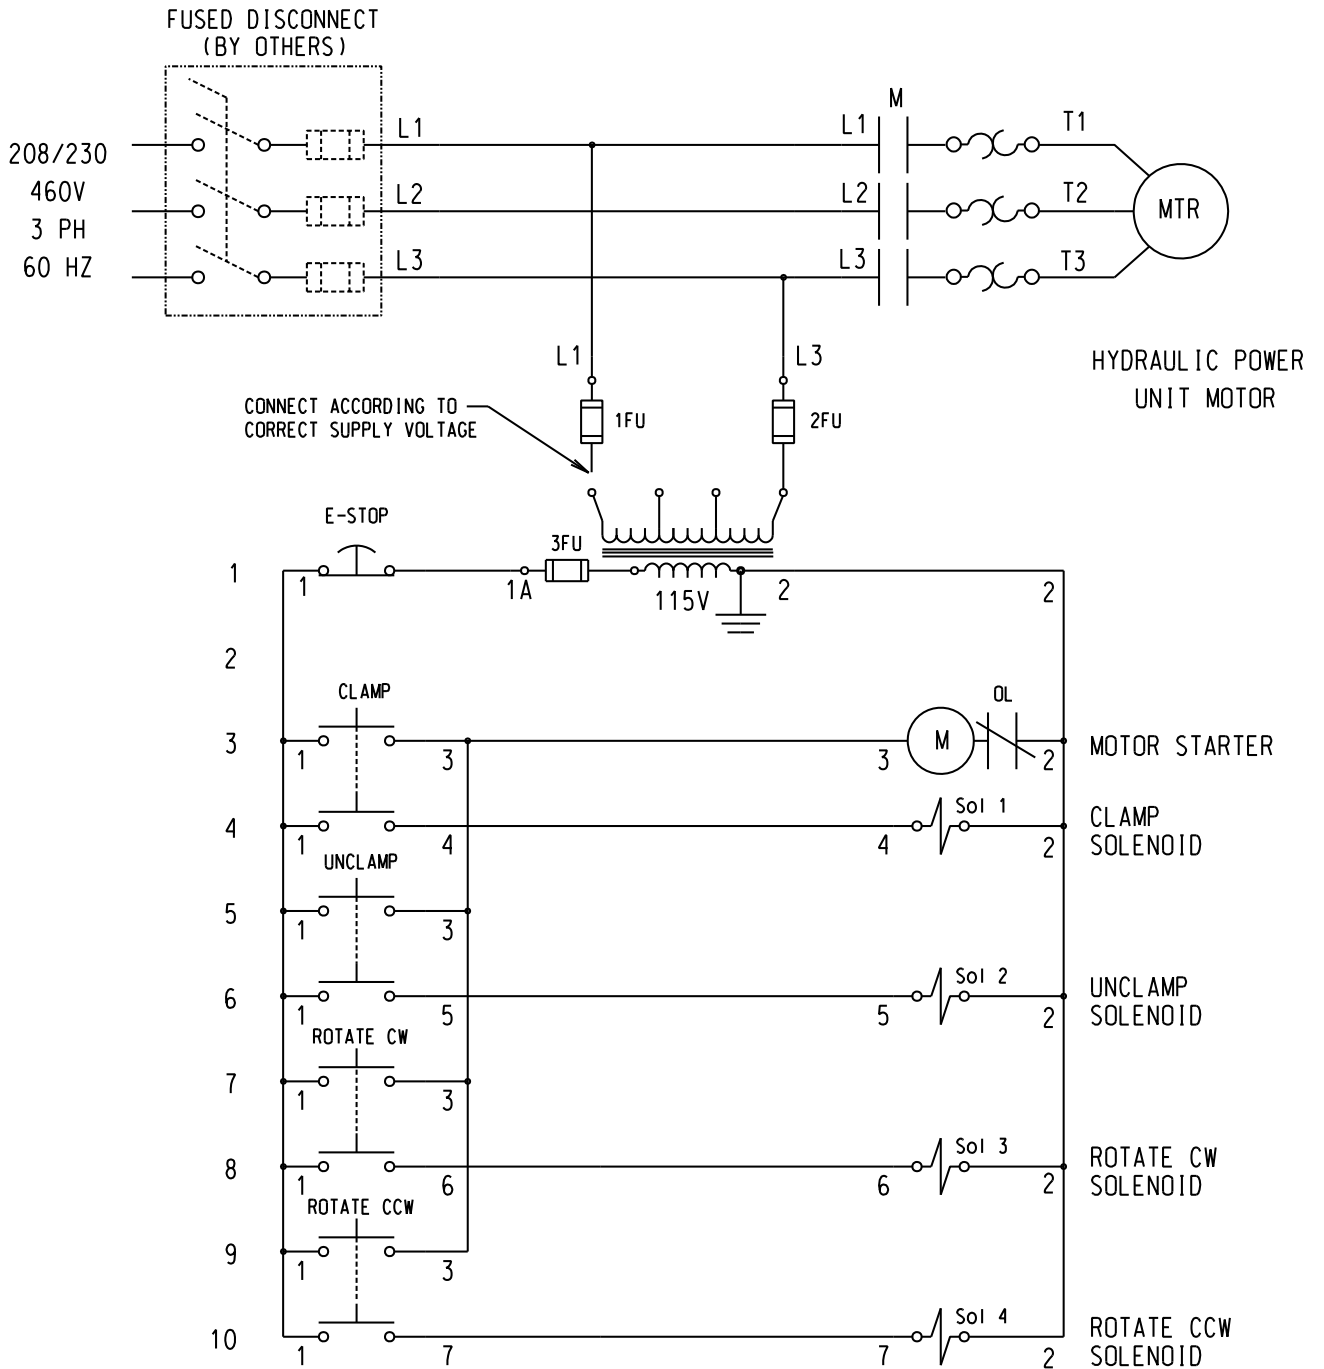 FUSED DISCONNECT
(BY OTHERS)
M
L1
L1
T1
208/230
460V
3 PH
60 HZ
L2
L2
T2
MTR
L3
L3
T3
L1
L3
HYDRAULIC POWER
UNIT MOTOR
CONNECT ACCORDING TO
CORRECT SUPPLY VOLTAGE
1FU
2FU
E-STOP
3FU
1
1
1A
115V
2
2
2
CLAMP
OL
3
1
3
3
M
2
MOTOR STARTER
4
1
4
4
Sol 1
2
CLAMP
SOLENOID
UNCLAMP
5
1
3
6
1
5
5
Sol 2
2
UNCLAMP
SOLENOID
ROTATE CW
7
1
3
8
1
6
6
Sol 3
2
ROTATE CW
SOLENOID
ROTATE CCW
9
1
3
10
1
7
7
Sol 4
2
ROTATE CCW
SOLENOID